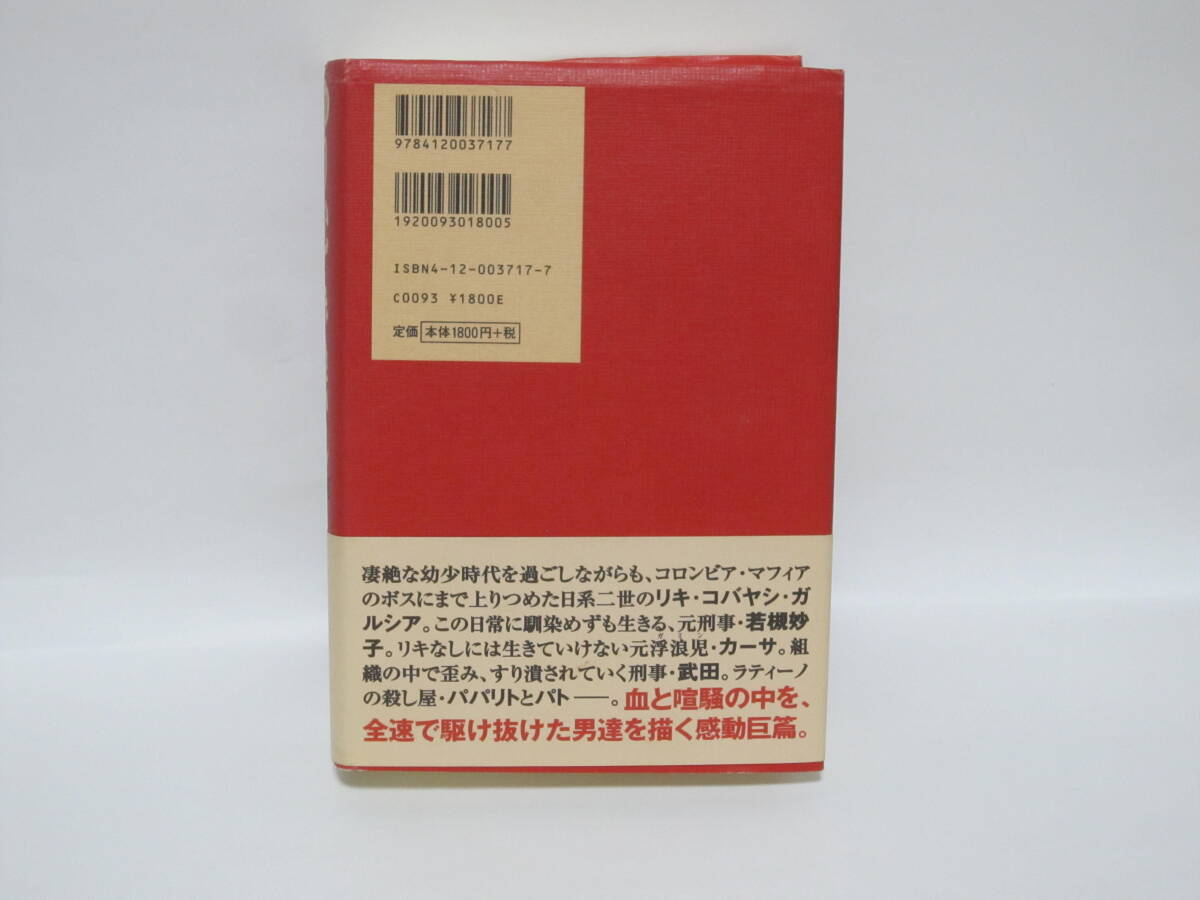 9784120037177
1920093018005
ISBN4-12-003717-7
C0093 ¥1800E
定価 本体1800円+税
凄絶な幼少時代を過ごしながらも、コロンビア・マフィア
のボスにまで上りつめた日系二世のリキ・コバヤシ・ガ
ルシア。この日常に馴染めずも生きる、元刑事・若槻妙
子。リキなしには生きていけない元浮浪児・カーサ。組
織の中で歪み、すり潰されていく刑事・武田。ラティーノ
の殺し屋・パパリトとパト――。血と喧騒の中を、
全速で駆け抜けた男達を描く感動巨篇。